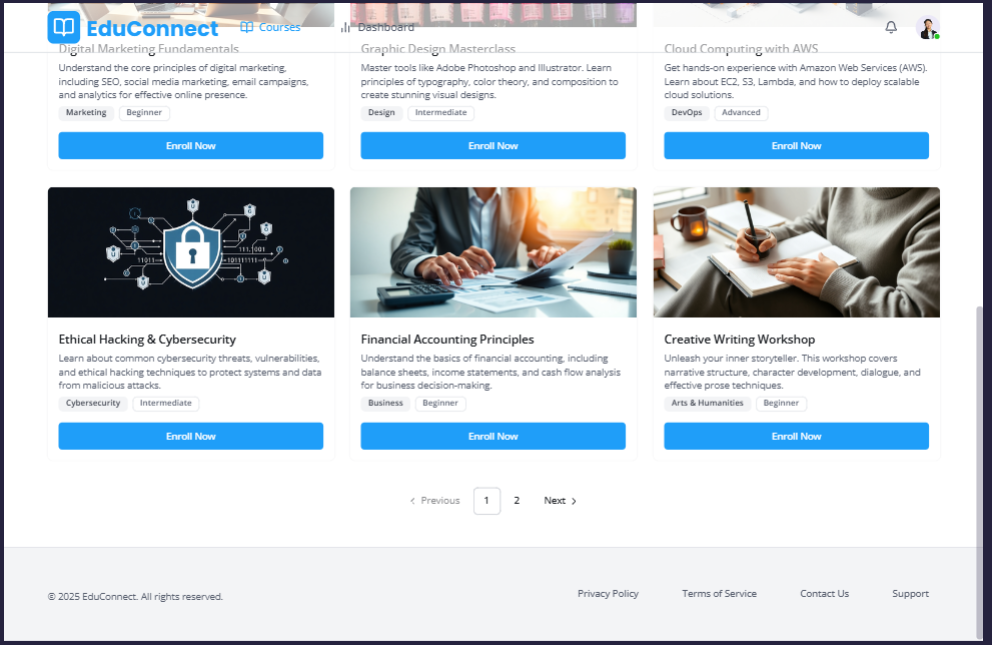 EduConnect
Courses
Dashboard
Digital Marketing Fundamentals
Understand the core principles of digital marketing,
including SEO, social media marketing, email campaigns,
and analytics for effective online presence.
Marketing
Beginner
Enroll Now
Graphic Design Masterclass
Master tools like Adobe Photoshop and Illustrator. Learn
principles of typography, color theory, and composition to
create stunning visual designs.
Design
Intermediate
Enroll Now
Cloud Computing with AWS
Get hands-on experience with Amazon Web Services (AWS).
Learn about EC2, S3, Lambda, and how to deploy scalable
cloud solutions.
DevOps
Advanced
Enroll Now
Ethical Hacking & Cybersecurity
Learn about common cybersecurity threats, vulnerabilities,
and ethical hacking techniques to protect systems and data
from malicious attacks.
Cybersecurity
Intermediate
Enroll Now
Financial Accounting Principles
Understand the basics of financial accounting, including
balance sheets, income statements, and cash flow analysis
for business decision-making.
Business
Beginner
Enroll Now
Creative Writing Workshop
Unleash your inner storyteller. This workshop covers
narrative structure, character development, dialogue, and
effective prose techniques.
Arts & Humanities
Beginner
Enroll Now
Previous
1
2
Next
© 2025 EduConnect. All rights reserved.
Privacy Policy
Terms of Service
Contact Us
Support